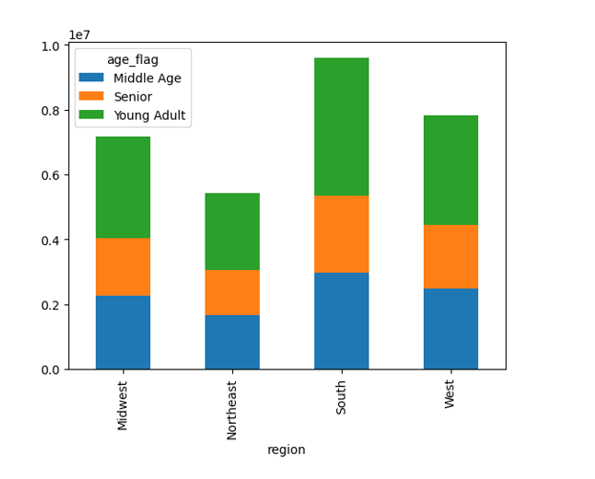 1e7
1.0
0.8
0.6
0.4
0.2
0.0
age_flag
Middle Age
Senior
Young Adult
Midwest
Northeast
South
West
region